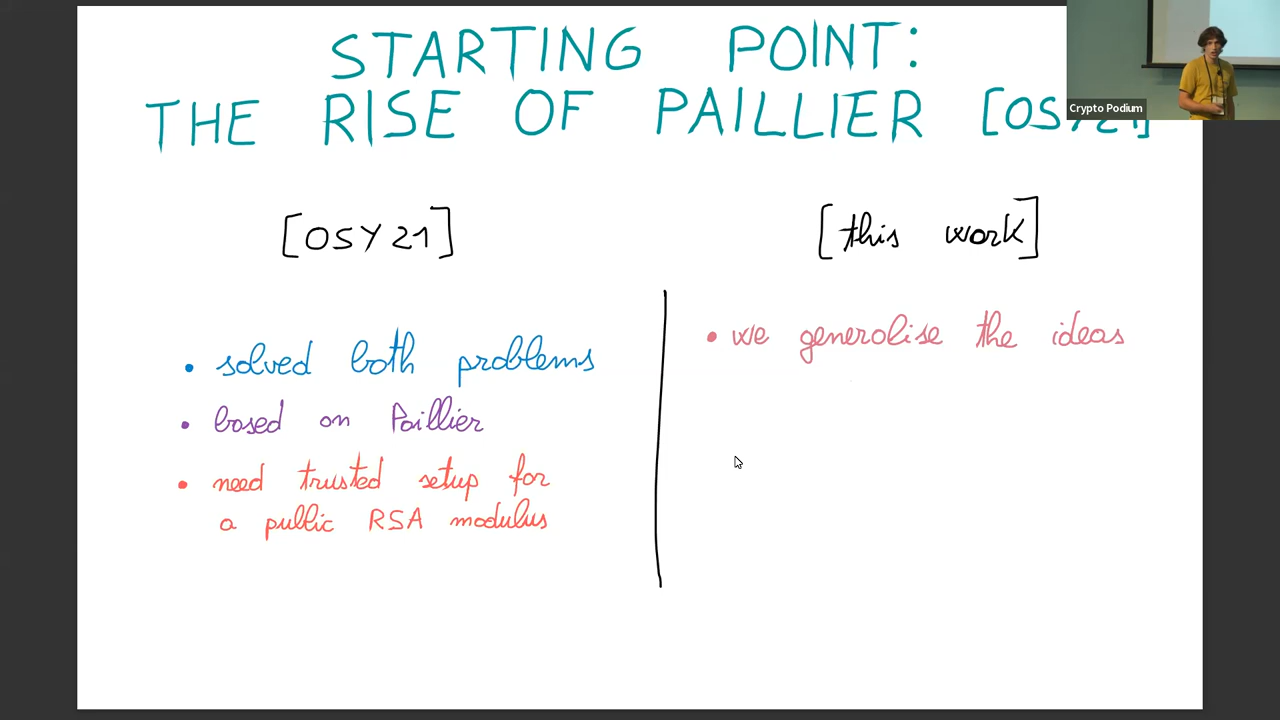 STARTING POINT:
THE RISE OF PAILLIER [OSY21]
Crypto Podium
[OSY21]
[this work]
• solved both problems
• based on Paillier
• need trusted setup for
a public RSA modulus
• we generalise the ideas